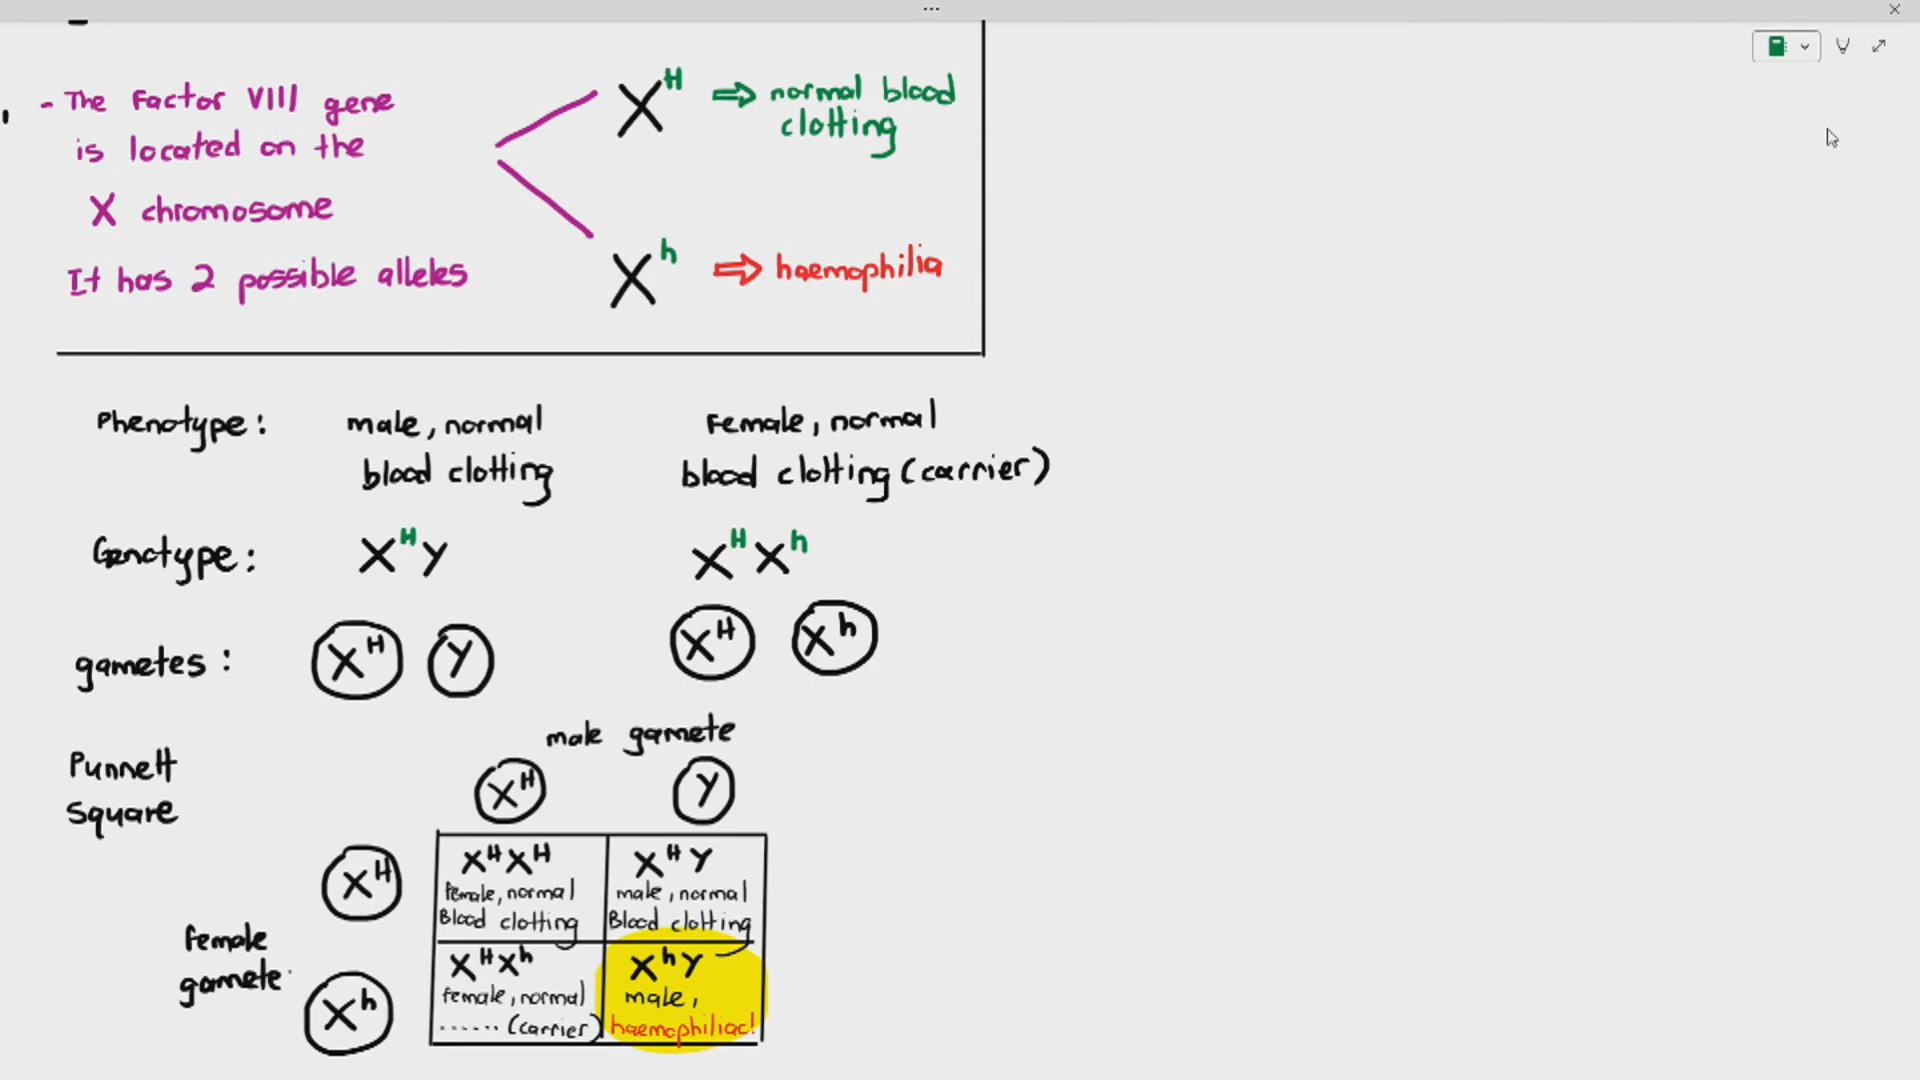 - The Factor VIII gene
is located on the
X chromosome
It has 2 possible alleles
X^H ⇒ normal blood
clotting
X^h ⇒ haemophilia
Phenotype: male, normal
blood clotting
Female, normal
blood clotting (carrier)
Genotype: X^H Y X^H X^h
gametes: X^H Y X^H X^h
Punnett
square
male gamete
X^H Y
female
gamete
X^H
X^h
X^H X^H
female, normal
Blood clotting
X^H Y
male, normal
Blood clotting
X^H X^h
female, normal
...... (carrier)
X^h Y
male,
haemophiliac!